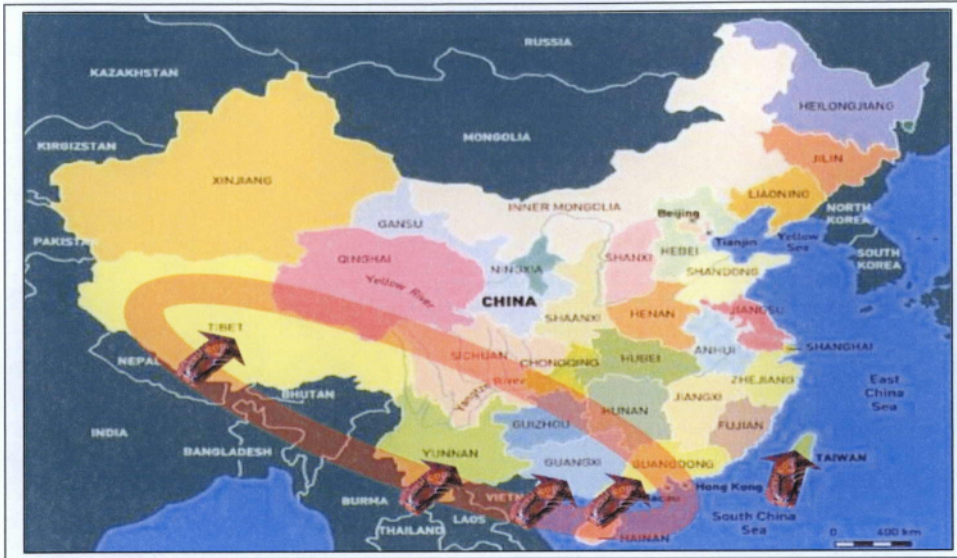 RUSSIA
KAZAKHSTAN
HEILONGJIANG
MONGOLIA
KIRGIZSTAN
JILIN
XINJIANG
LIAONING
INNER MONGOLIA
NORTH
KOREA
Beijing
GANSU
Tianjin
Yellow
Sea
PAKISTAN
HEBEI
SHANXI
SOUTH
KOREA
QINGHAI
NINGXIA
SHANDONG
Yellow River
CHINA
JIANGSU
HENAN
SHAANXI
TIBET
SHANGHAI
ANHUI
NEPAL
SICHUAN
CHONGQING
HUBEI
ZHEJIANG
East
China
Sea
BHUTAN
Yangtze River
HUNAN
JIANGXI
GUIZHOU
FUJIAN
INDIA
BANGLADESH
YUNNAN
GUANGXI
GUANGDONG
TAIWAN
Hong Kong
BURMA
LAOS
South China
Sea
THAILAND
HAINAN
0 400 km